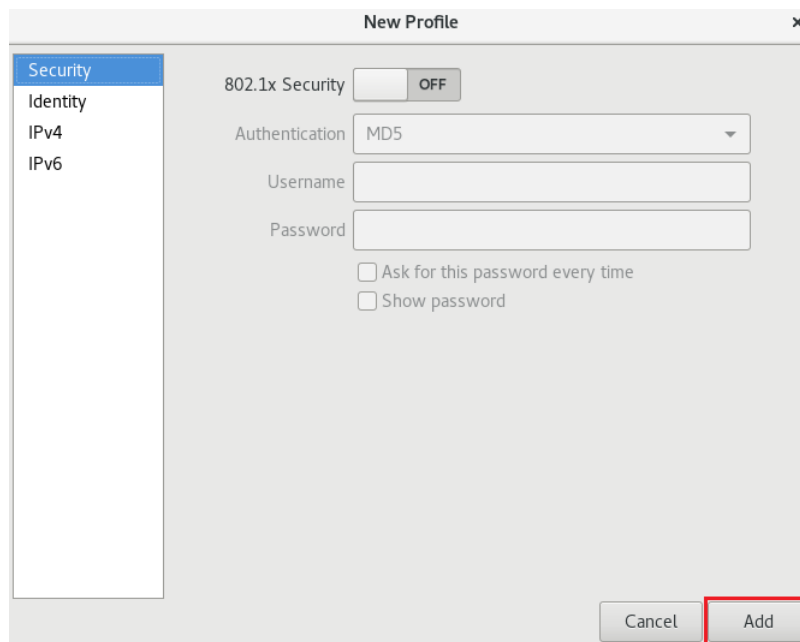 New Profile ×
Security
Identity
IPv4
IPv6
802.1x Security OFF
Authentication MD5
Username
Password
Ask for this password every time
Show password
Cancel Add